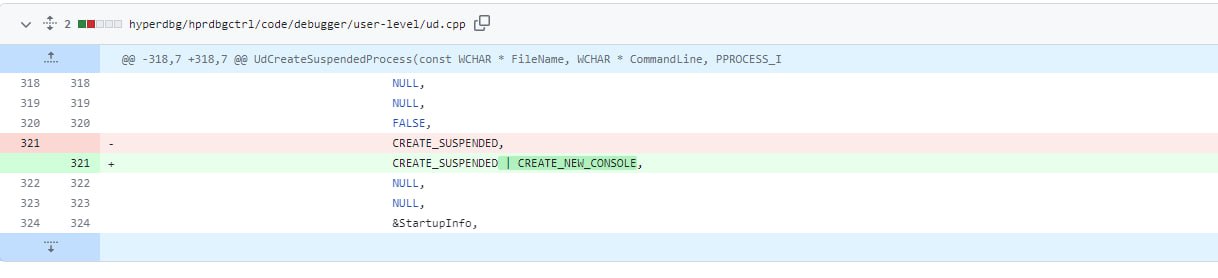 2 hyperdbg/hprdbgctrl/code/debugger/user-level/ud.cpp
@@ -318,7 +318,7 @@ UdCreateSuspendedProcess(const WCHAR * FileName, WCHAR * CommandLine, PPROCESS_I
318 318 NULL,
319 319 NULL,
320 320 FALSE,
321 - CREATE_SUSPENDED,
321 + CREATE_SUSPENDED | CREATE_NEW_CONSOLE,
322 322 NULL,
323 323 NULL,
324 324 &StartupInfo,